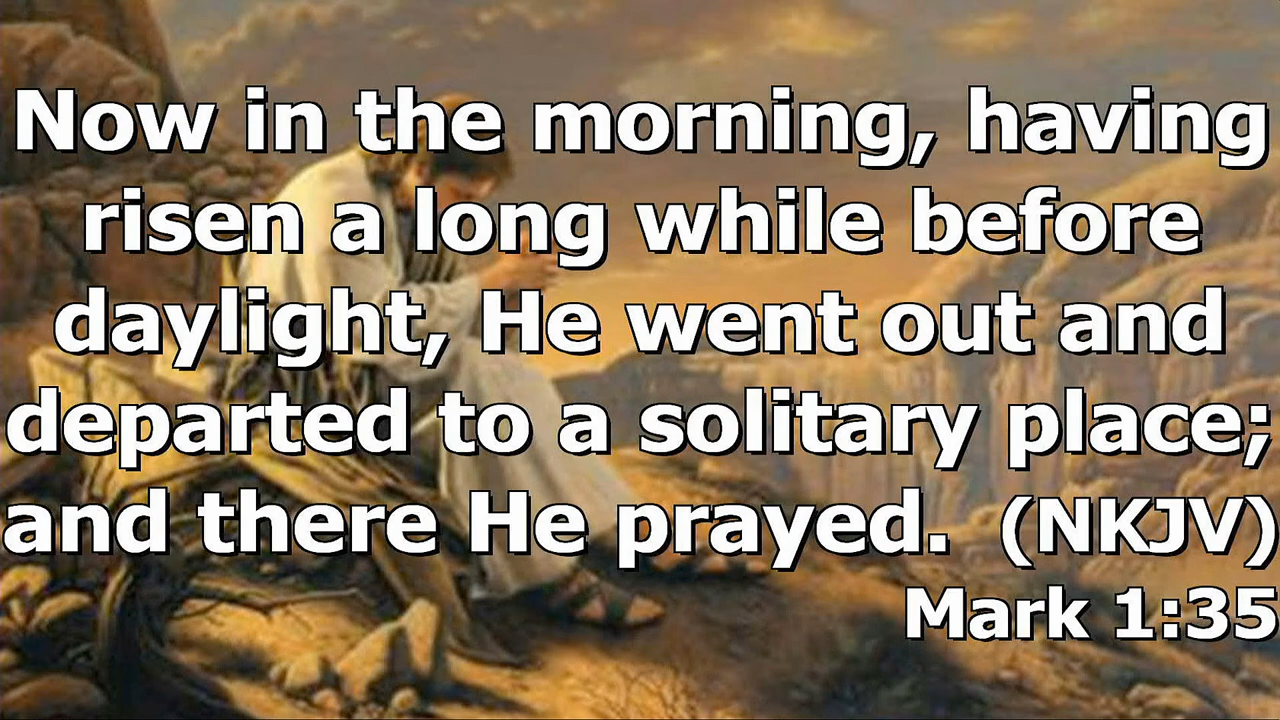 Now in the morning, having
risen a long while before
daylight, He went out and
departed to a solitary place;
and there He prayed. (NKJV)
Mark 1:35